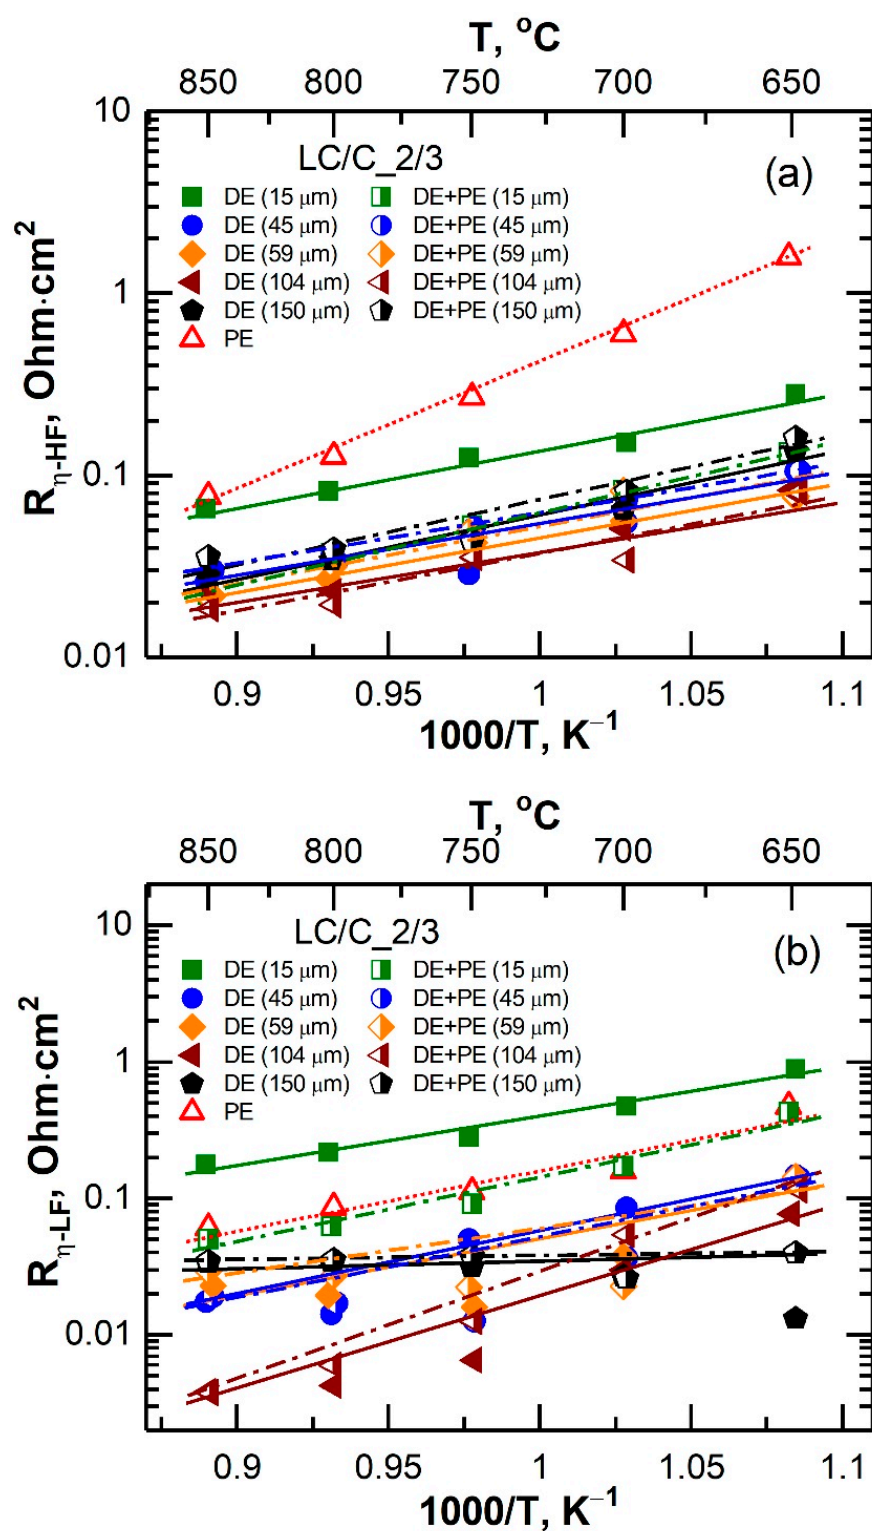 T, °C
850 800 750 700 650
10
LC/C_2/3
(a)
DE (15 μm) DE+PE (15 μm)
DE (45 μm) DE+PE (45 μm)
DE (59 μm) DE+PE (59 μm)
DE (104 μm) DE+PE (104 μm)
DE (150 μm) DE+PE (150 μm)
PE
1
0.1
0.01
Rη-HF, Ohm·cm²
0.9 0.95 1 1.05 1.1
1000/T, K⁻¹
T, °C
850 800 750 700 650
10
LC/C_2/3
(b)
DE (15 μm) DE+PE (15 μm)
DE (45 μm) DE+PE (45 μm)
DE (59 μm) DE+PE (59 μm)
DE (104 μm) DE+PE (104 μm)
DE (150 μm) DE+PE (150 μm)
PE
1
0.1
0.01
Rη-LF, Ohm·cm²
0.9 0.95 1 1.05 1.1
1000/T, K⁻¹